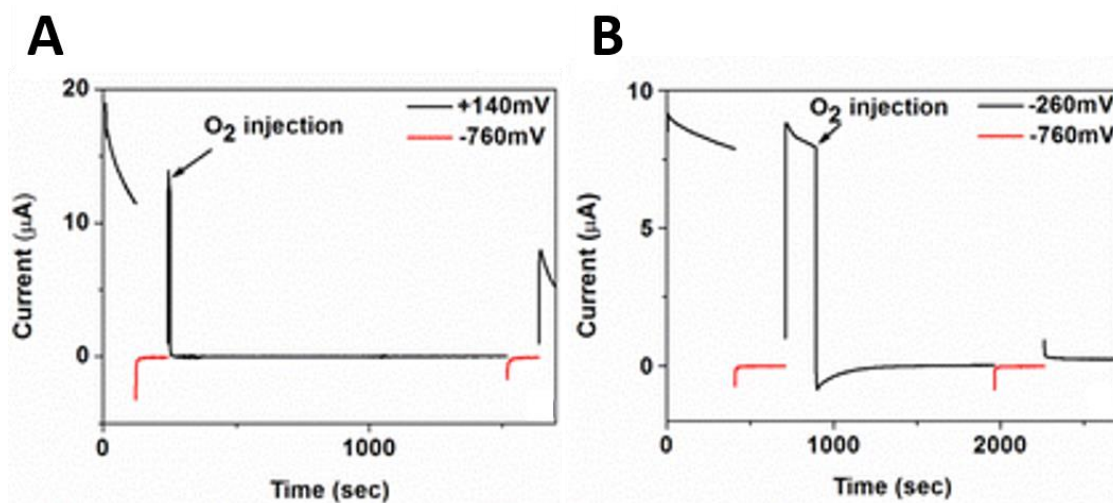 A
20
+140mV
-760mV
O2 injection
10
0
Current (μA)
0
1000
Time (sec)
B
10
-260mV
-760mV
O2 injection
5
0
Current (μA)
0
1000
2000
Time (sec)